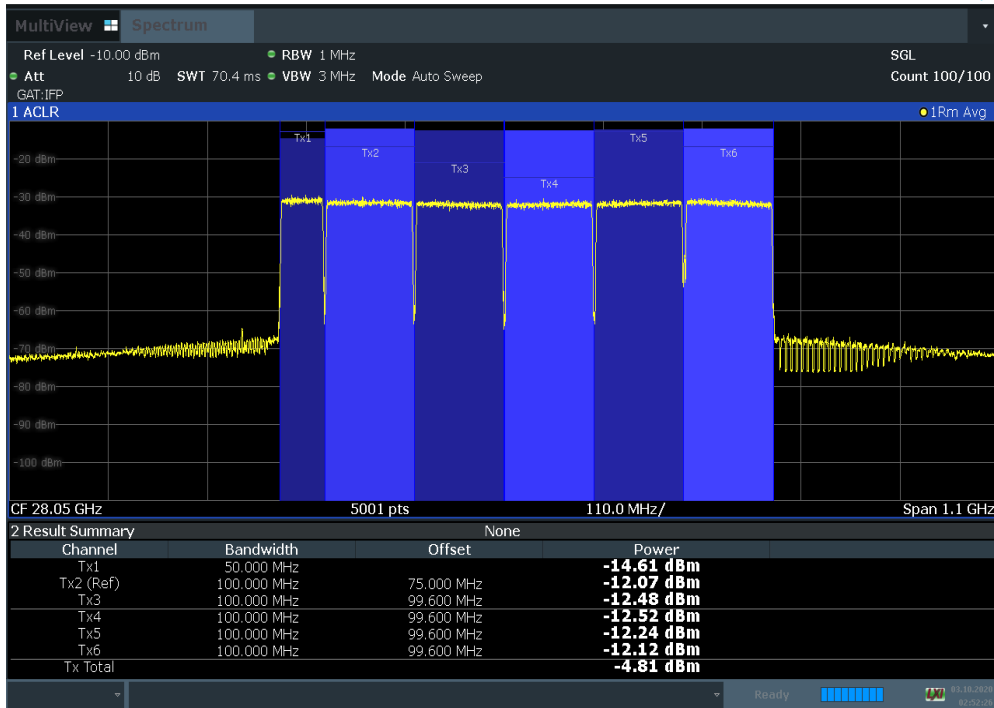 MultiView Spectrum
Ref Level -10.00 dBm RBW 1 MHz SGL
Att 10 dB SWT 70.4 ms VBW 3 MHz Mode Auto Sweep Count 100/100
GAT:IFP
1 ACLR 1Rm Avg
Tx1 Tx2 Tx3 Tx4 Tx5 Tx6
-20 dBm
-30 dBm
-40 dBm
-50 dBm
-60 dBm
-70 dBm
-80 dBm
-90 dBm
-100 dBm
CF 28.05 GHz 5001 pts 110.0 MHz/ Span 1.1 GHz
2 Result Summary None
Channel Bandwidth Offset Power
Tx1 50.000 MHz -14.61 dBm
Tx2 (Ref) 100.000 MHz 75.000 MHz -12.07 dBm
Tx3 100.000 MHz 99.600 MHz -12.48 dBm
Tx4 100.000 MHz 99.600 MHz -12.52 dBm
Tx5 100.000 MHz 99.600 MHz -12.24 dBm
Tx6 100.000 MHz 99.600 MHz -12.12 dBm
Tx Total -4.81 dBm
Ready LXI 03.10.2020
02:52:26